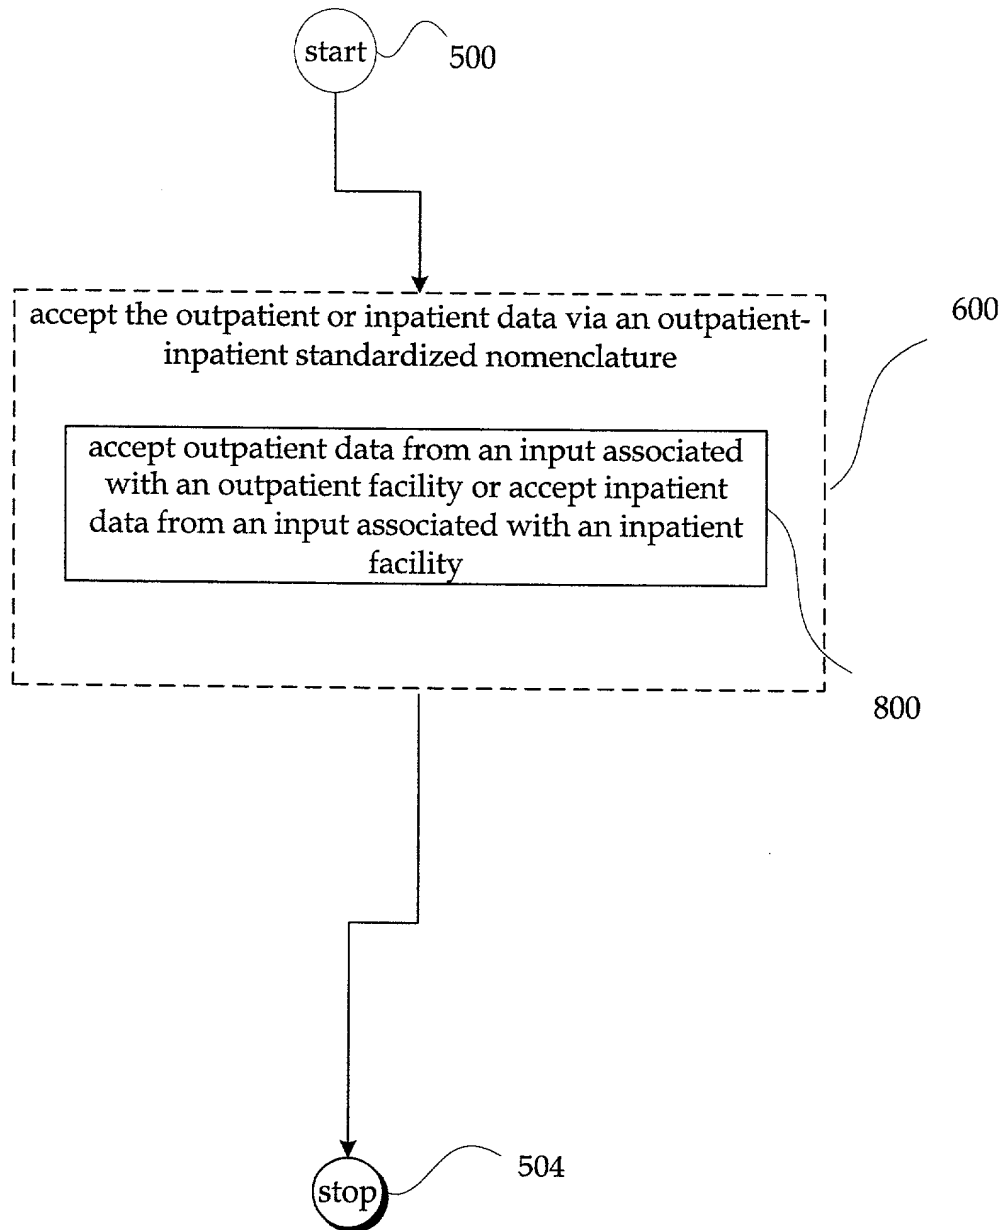 start
500
600
accept the outpatient or inpatient data via an outpatient-
inpatient standardized nomenclature
accept outpatient data from an input associated
with an outpatient facility or accept inpatient
data from an input associated with an inpatient
facility
800
504
stop